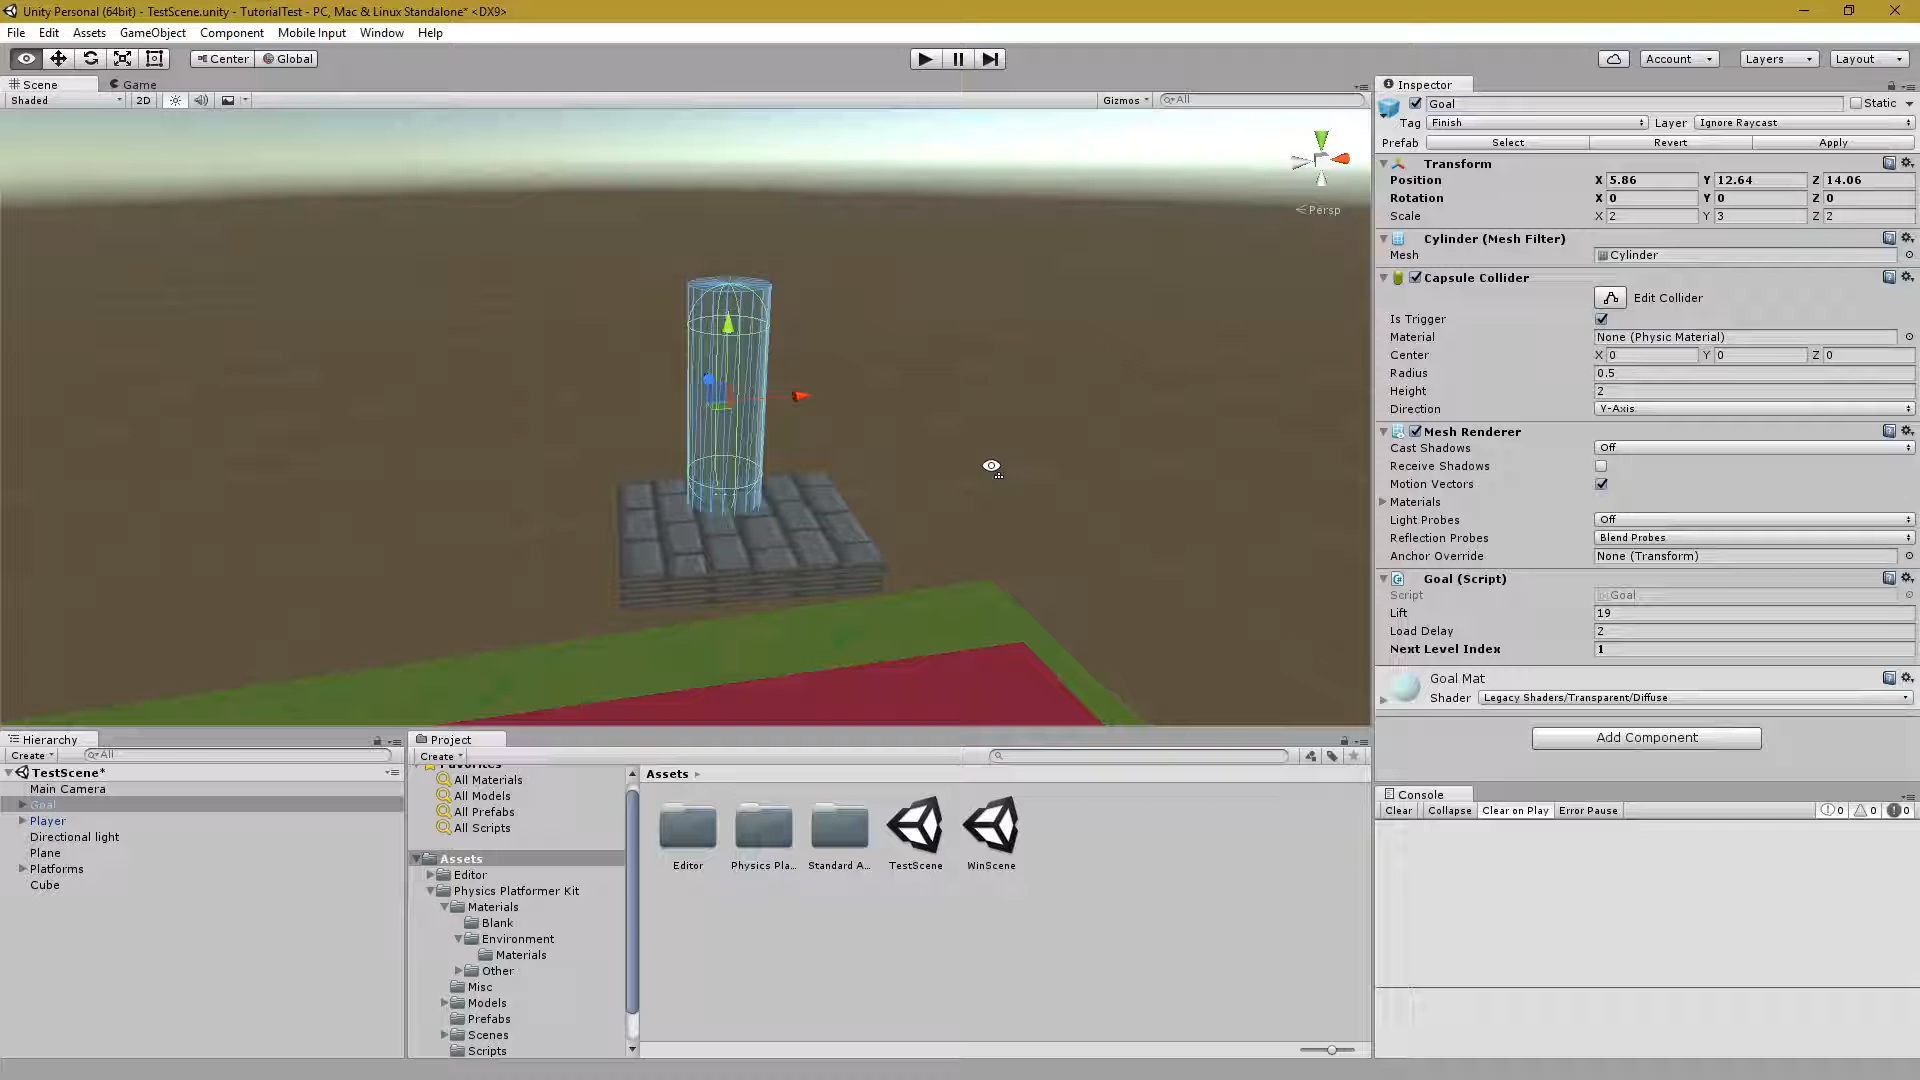 Unity Personal (64bit) - TestScene.unity - TutorialTest - PC, Mac & Linux Standalone* <DX9>
File Edit Assets GameObject Component Mobile Input Window Help
Center Global Account Layers Layout
Scene Game
Shaded 2D Gizmos All
Persp
Inspector
Goal Static
Tag Finish Layer Ignore Raycast
Prefab Select Revert Apply
Transform
Position X 5.86 Y 12.64 Z 14.06
Rotation X 0 Y 0 Z 0
Scale X 2 Y 3 Z 2
Cylinder (Mesh Filter)
Mesh Cylinder
Capsule Collider
Edit Collider
Is Trigger
Material None (Physic Material)
Center X 0 Y 0 Z 0
Radius 0.5
Height 2
Direction Y-Axis
Mesh Renderer
Cast Shadows Off
Receive Shadows
Motion Vectors
Materials
Light Probes Off
Reflection Probes Blend Probes
Anchor Override None (Transform)
Goal (Script)
Script Goal
Lift 19
Load Delay 2
Next Level Index 1
Goal Mat
Shader Legacy Shaders/Transparent/Diffuse
Add Component
Hierarchy
Create All
TestScene*
Main Camera
Goal
Player
Directional light
Plane
Platforms
Cube
Project
Create
Favorites
All Materials
All Models
All Prefabs
All Scripts
Assets
Editor
Physics Platformer Kit
Materials
Blank
Environment
Materials
Other
Misc
Models
Prefabs
Scenes
Scripts
Assets
Editor Physics Pla... Standard A... TestScene WinScene
Console
Clear Collapse Clear on Play Error Pause 0 0 0